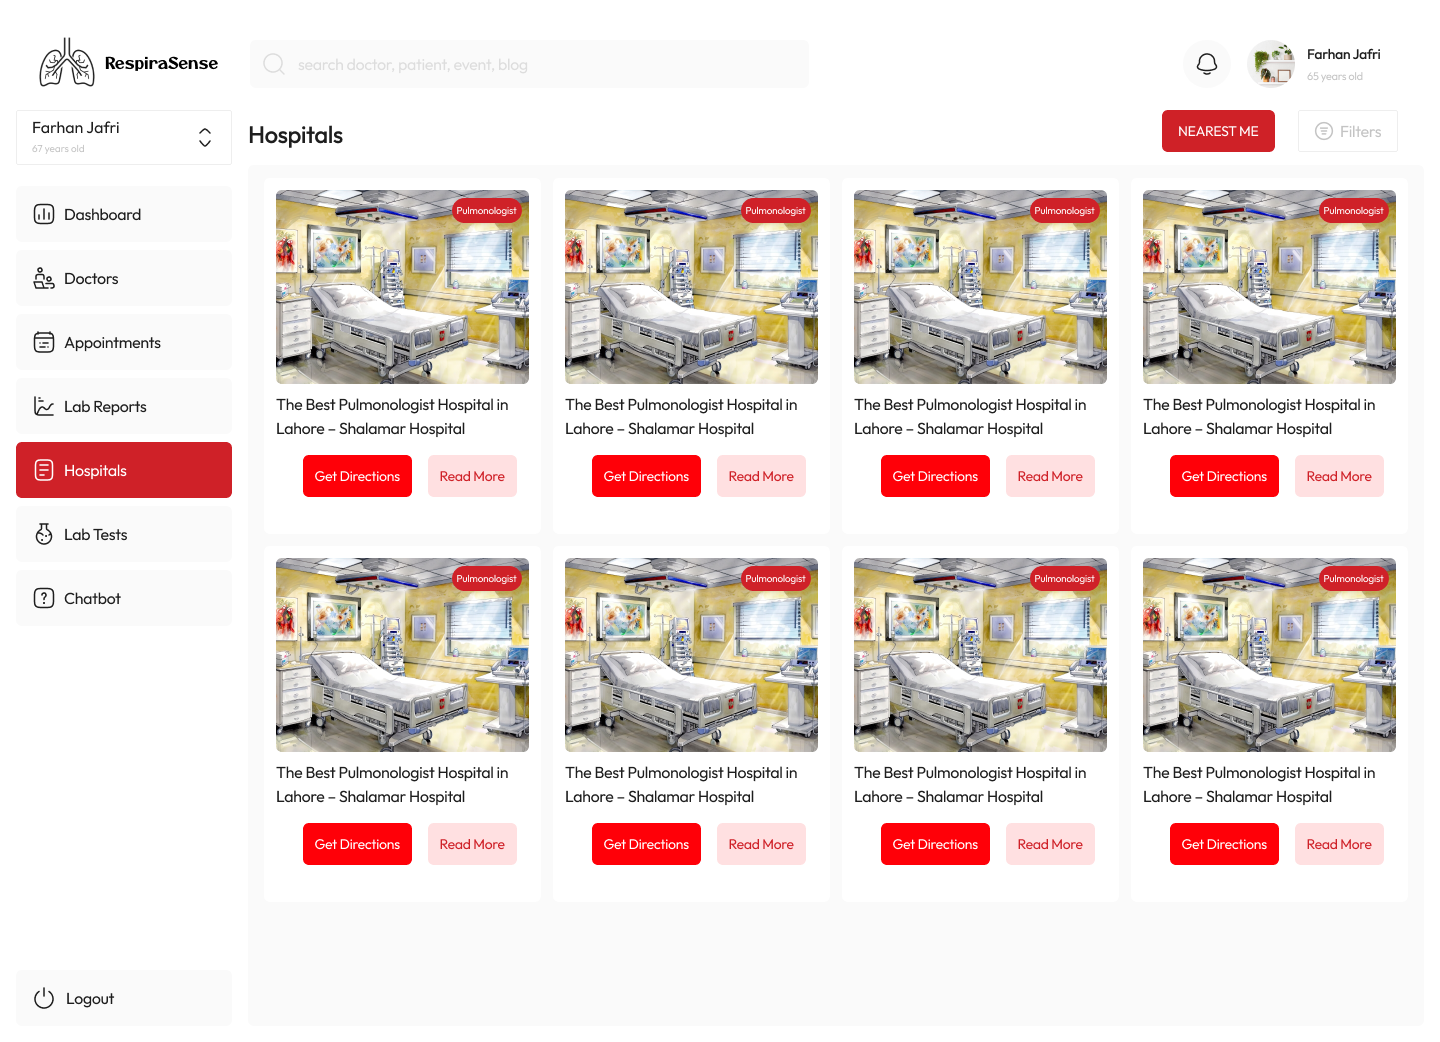 RespiraSense
search doctor, patient, event, blog
Farhan Jafri
65 years old
Farhan Jafri
67 years old
Hospitals
NEAREST ME
Filters
Dashboard
Doctors
Appointments
Lab Reports
Hospitals
Lab Tests
Chatbot
Logout
Pulmonologist
The Best Pulmonologist Hospital in
Lahore – Shalamar Hospital
Get Directions
Read More
Pulmonologist
The Best Pulmonologist Hospital in
Lahore – Shalamar Hospital
Get Directions
Read More
Pulmonologist
The Best Pulmonologist Hospital in
Lahore – Shalamar Hospital
Get Directions
Read More
Pulmonologist
The Best Pulmonologist Hospital in
Lahore – Shalamar Hospital
Get Directions
Read More
Pulmonologist
The Best Pulmonologist Hospital in
Lahore – Shalamar Hospital
Get Directions
Read More
Pulmonologist
The Best Pulmonologist Hospital in
Lahore – Shalamar Hospital
Get Directions
Read More
Pulmonologist
The Best Pulmonologist Hospital in
Lahore – Shalamar Hospital
Get Directions
Read More
Pulmonologist
The Best Pulmonologist Hospital in
Lahore – Shalamar Hospital
Get Directions
Read More